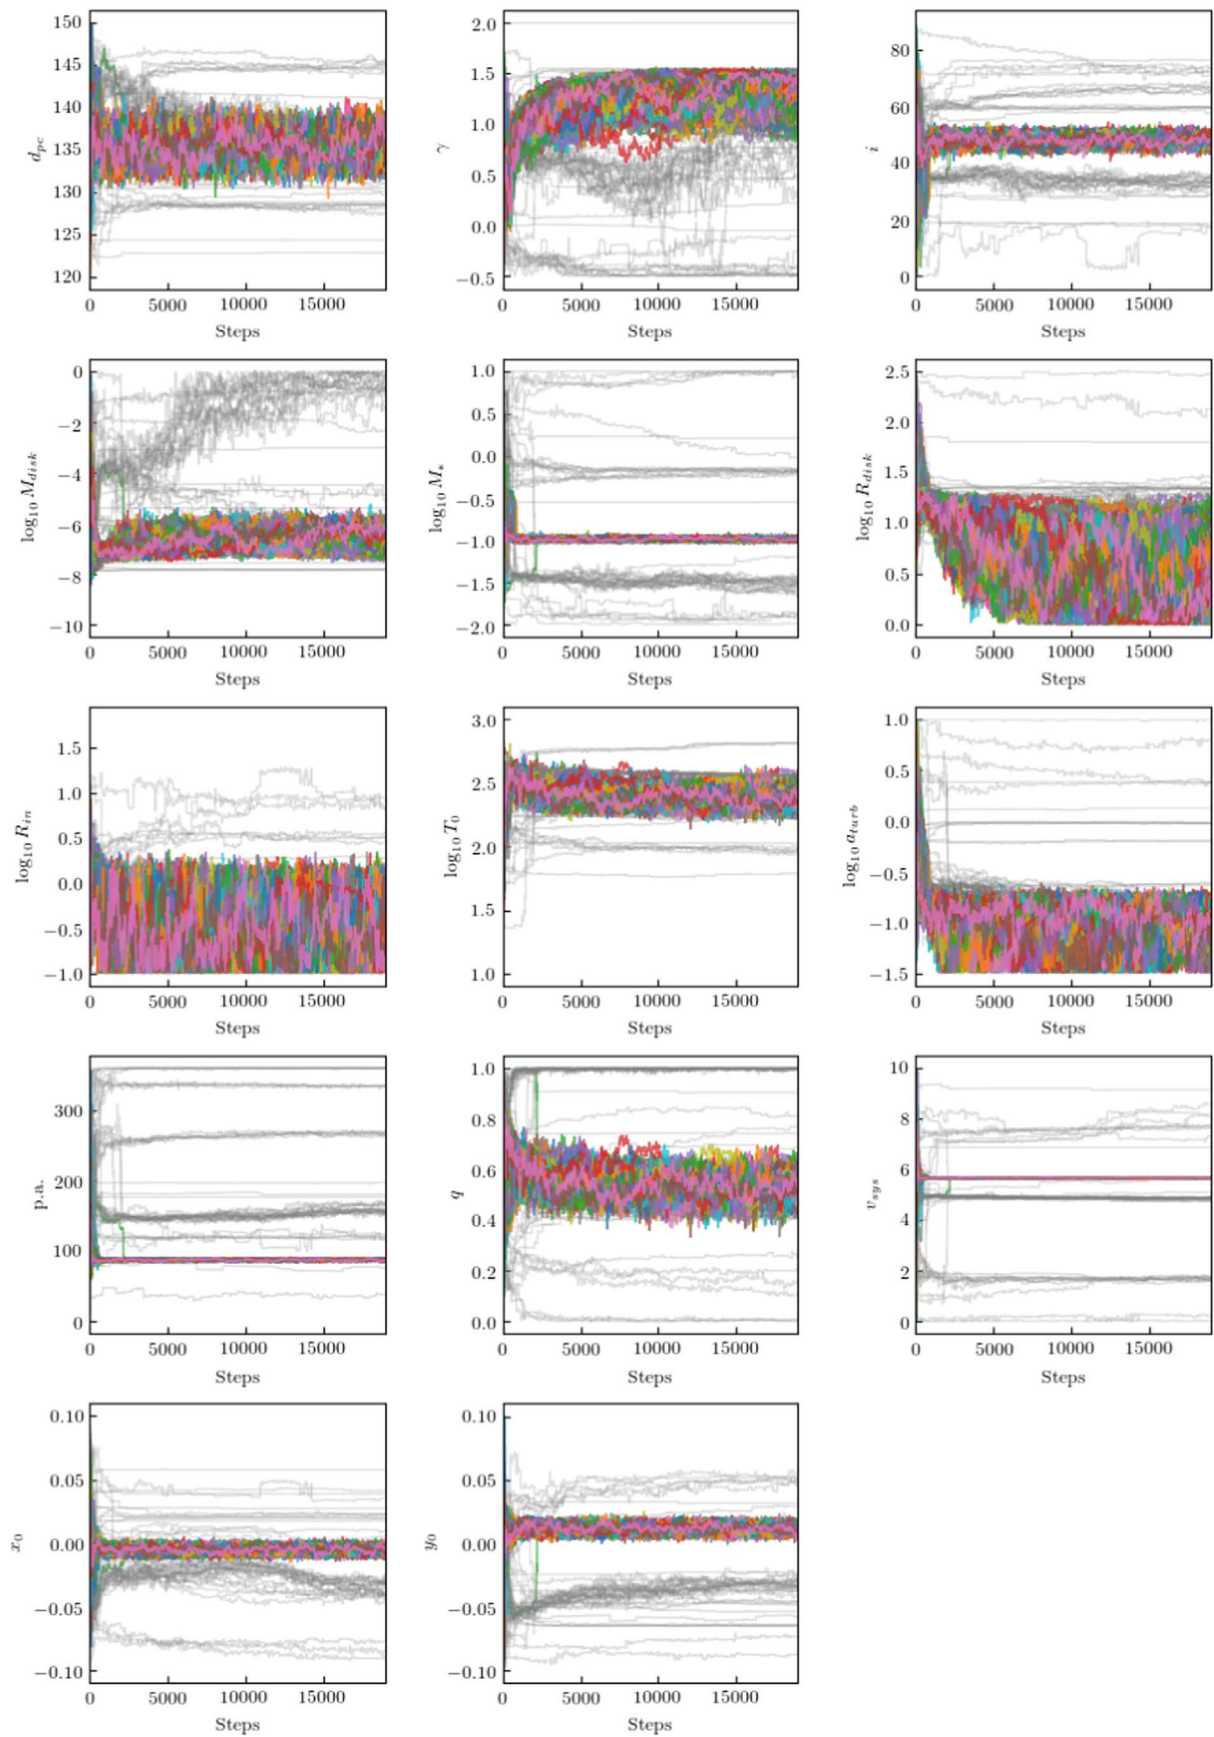 150
145
140
135
130
125
120
d_pc
0 5000 10000 15000
Steps
2.0
1.5
1.0
0.5
0.0
−0.5
γ
0 5000 10000 15000
Steps
80
60
40
20
0
i
0 5000 10000 15000
Steps
0
−2
−4
−6
−8
−10
log₁₀ M_disk
0 5000 10000 15000
Steps
1.0
0.5
0.0
−0.5
−1.0
−1.5
−2.0
log₁₀ M_*
0 5000 10000 15000
Steps
2.5
2.0
1.5
1.0
0.5
0.0
log₁₀ R_disk
0 5000 10000 15000
Steps
1.5
1.0
0.5
0.0
−0.5
−1.0
log₁₀ R_in
0 5000 10000 15000
Steps
3.0
2.5
2.0
1.5
1.0
log₁₀ T₀
0 5000 10000 15000
Steps
1.0
0.5
0.0
−0.5
−1.0
−1.5
log₁₀ a_turb
0 5000 10000 15000
Steps
300
200
100
0
p.a.
0 5000 10000 15000
Steps
1.0
0.8
0.6
0.4
0.2
0.0
q
0 5000 10000 15000
Steps
10
8
6
4
2
0
v_sys
0 5000 10000 15000
Steps
0.10
0.05
0.00
−0.05
−0.10
x₀
0 5000 10000 15000
Steps
0.10
0.05
0.00
−0.05
−0.10
y₀
0 5000 10000 15000
Steps